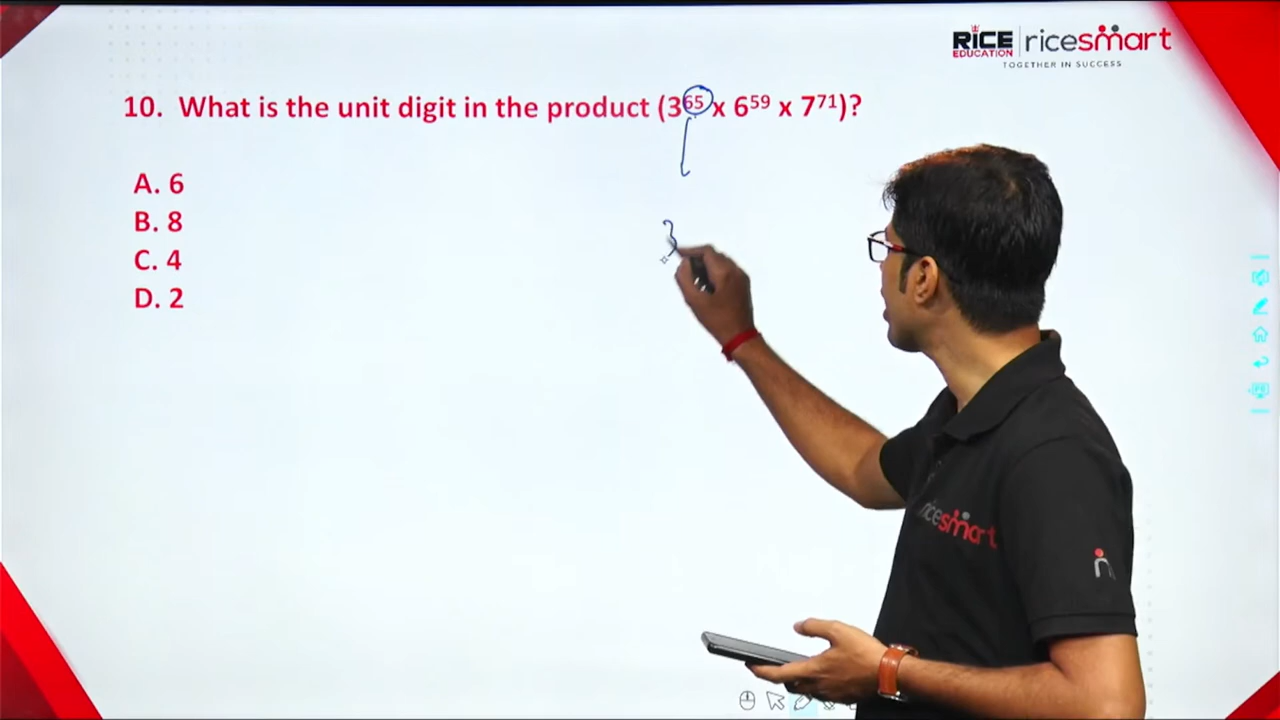 RICE
EDUCATION
ricesmart
TOGETHER IN SUCCESS
10. What is the unit digit in the product (3⁶⁵ x 6⁵⁹ x 7⁷¹)?
A. 6
B. 8
C. 4
D. 2
3
ricesmart